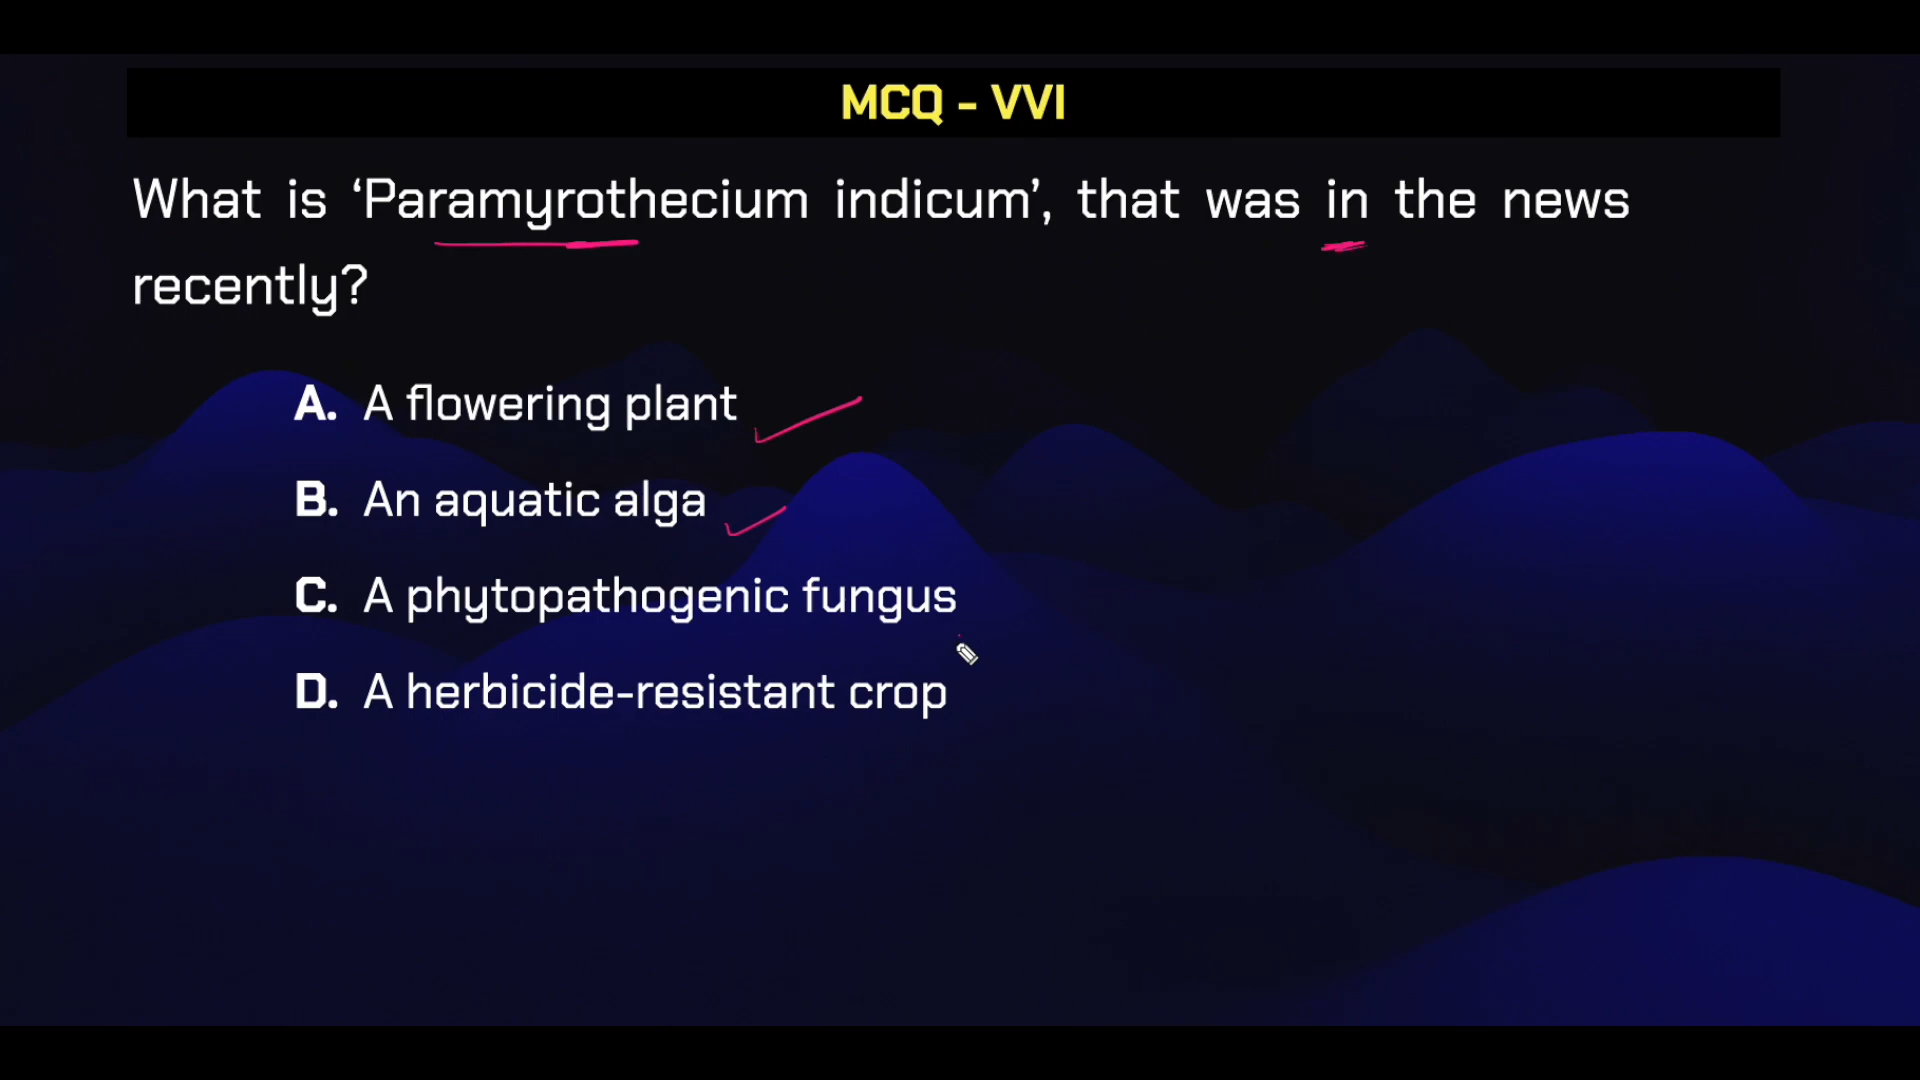 MCQ - VVI
What is ‘Paramyrothecium indicum’, that was in the news
recently?
A. A flowering plant
B. An aquatic alga
C. A phytopathogenic fungus
D. A herbicide-resistant crop